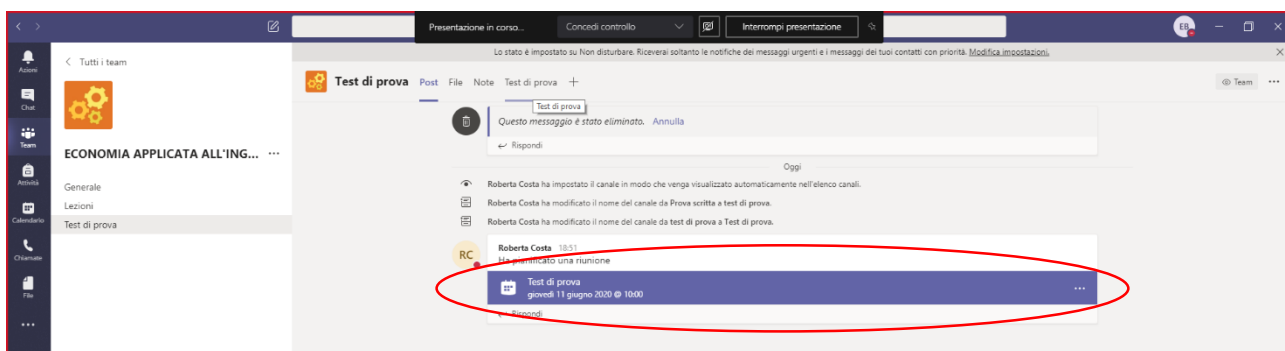 Presentazione in corso...
Concedi controllo
Interrompi presentazione
EB
Lo stato è impostato su Non disturbare. Riceverai soltanto le notifiche dei messaggi urgenti e i messaggi dei tuoi contatti con priorità. Modifica impostazioni.
Azioni
Chat
Team
Attività
Calendario
Chiamate
File
Tutti i team
ECONOMIA APPLICATA ALL'ING...
Generale
Lezioni
Test di prova
Test di prova Post File Note Test di prova
Team
Test di prova
Questo messaggio è stato eliminato. Annulla
Rispondi
Oggi
Roberta Costa ha impostato il canale in modo che venga visualizzato automaticamente nell'elenco canali.
Roberta Costa ha modificato il nome del canale da Prova scritta a test di prova.
Roberta Costa ha modificato il nome del canale da test di prova a Test di prova.
RC
Roberta Costa 18:51
Ha pianificato una riunione
Test di prova
giovedì 11 giugno 2020 @ 10:00
Rispondi